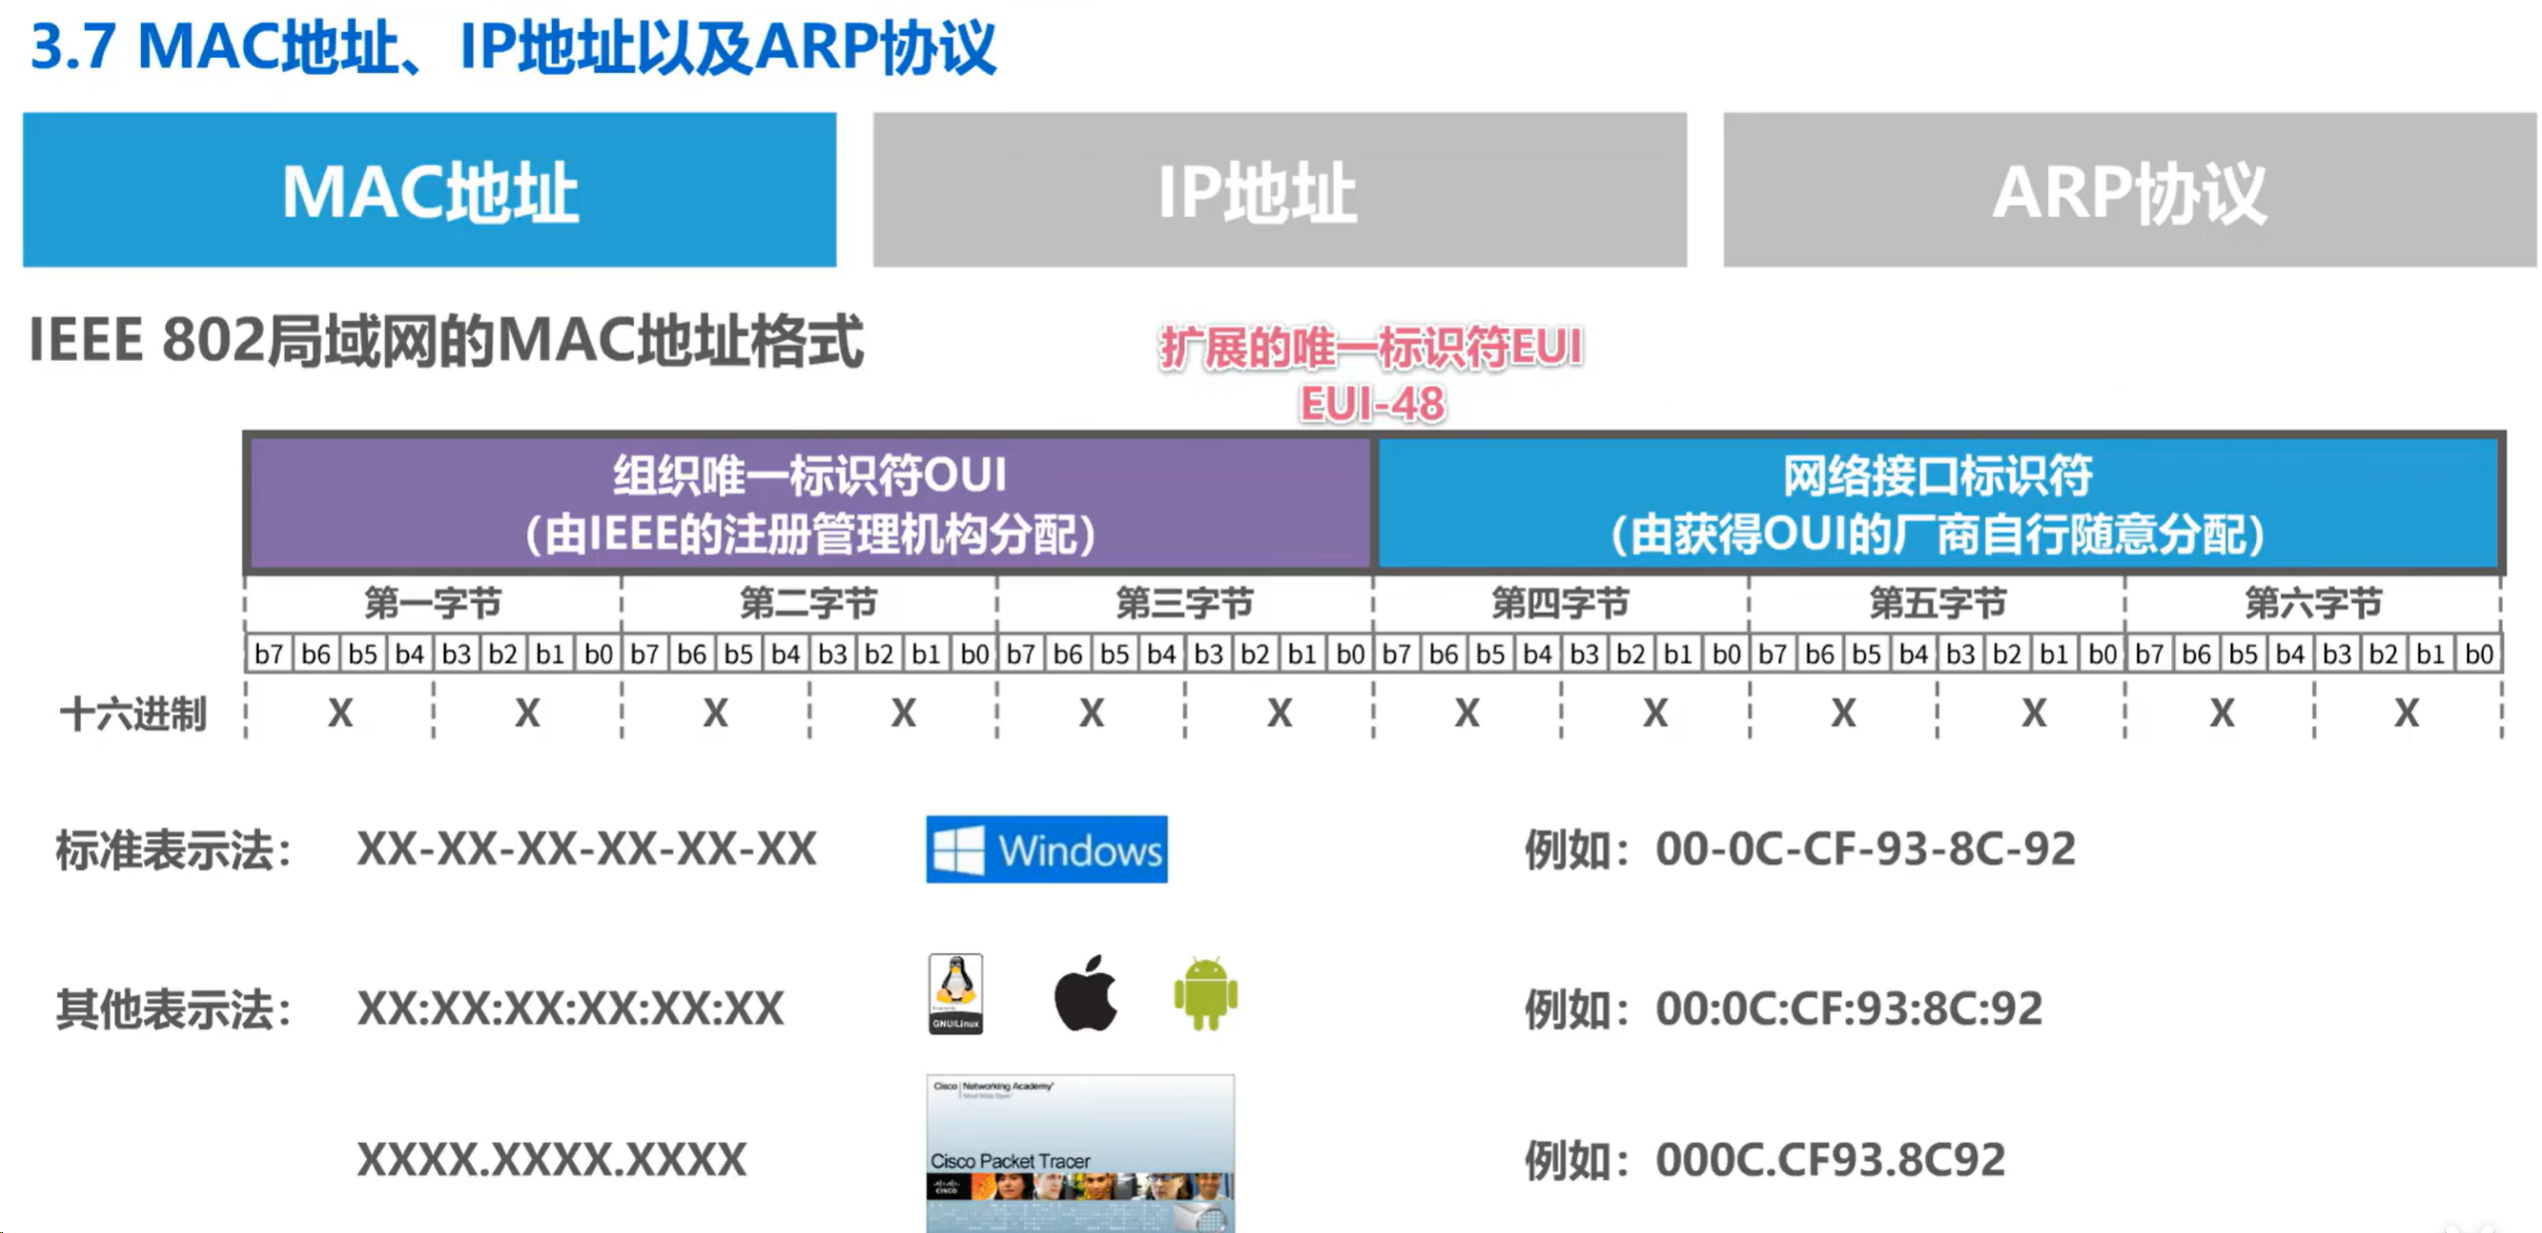 3.7 MAC地址、IP地址以及ARP协议
MAC地址
IP地址
ARP协议
IEEE 802局域网的MAC地址格式
扩展的唯一标识符EUI
EUI-48
组织唯一标识符OUI
（由IEEE的注册管理机构分配）
网络接口标识符
（由获得OUI的厂商自行随意分配）
第一字节 第二字节 第三字节 第四字节 第五字节 第六字节
b7 b6 b5 b4 b3 b2 b1 b0 b7 b6 b5 b4 b3 b2 b1 b0 b7 b6 b5 b4 b3 b2 b1 b0 b7 b6 b5 b4 b3 b2 b1 b0 b7 b6 b5 b4 b3 b2 b1 b0 b7 b6 b5 b4 b3 b2 b1 b0
十六进制 X X X X X X X X X X X X
标准表示法： XX-XX-XX-XX-XX-XX
Windows
例如：00-0C-CF-93-8C-92
其他表示法： XX:XX:XX:XX:XX:XX
GNU/Linux
例如：00:0C:CF:93:8C:92
XXXX.XXXX.XXXX
Cisco Networking Academy
Mind Wide Open
Cisco Packet Tracer
CISCO
例如：000C.CF93.8C92